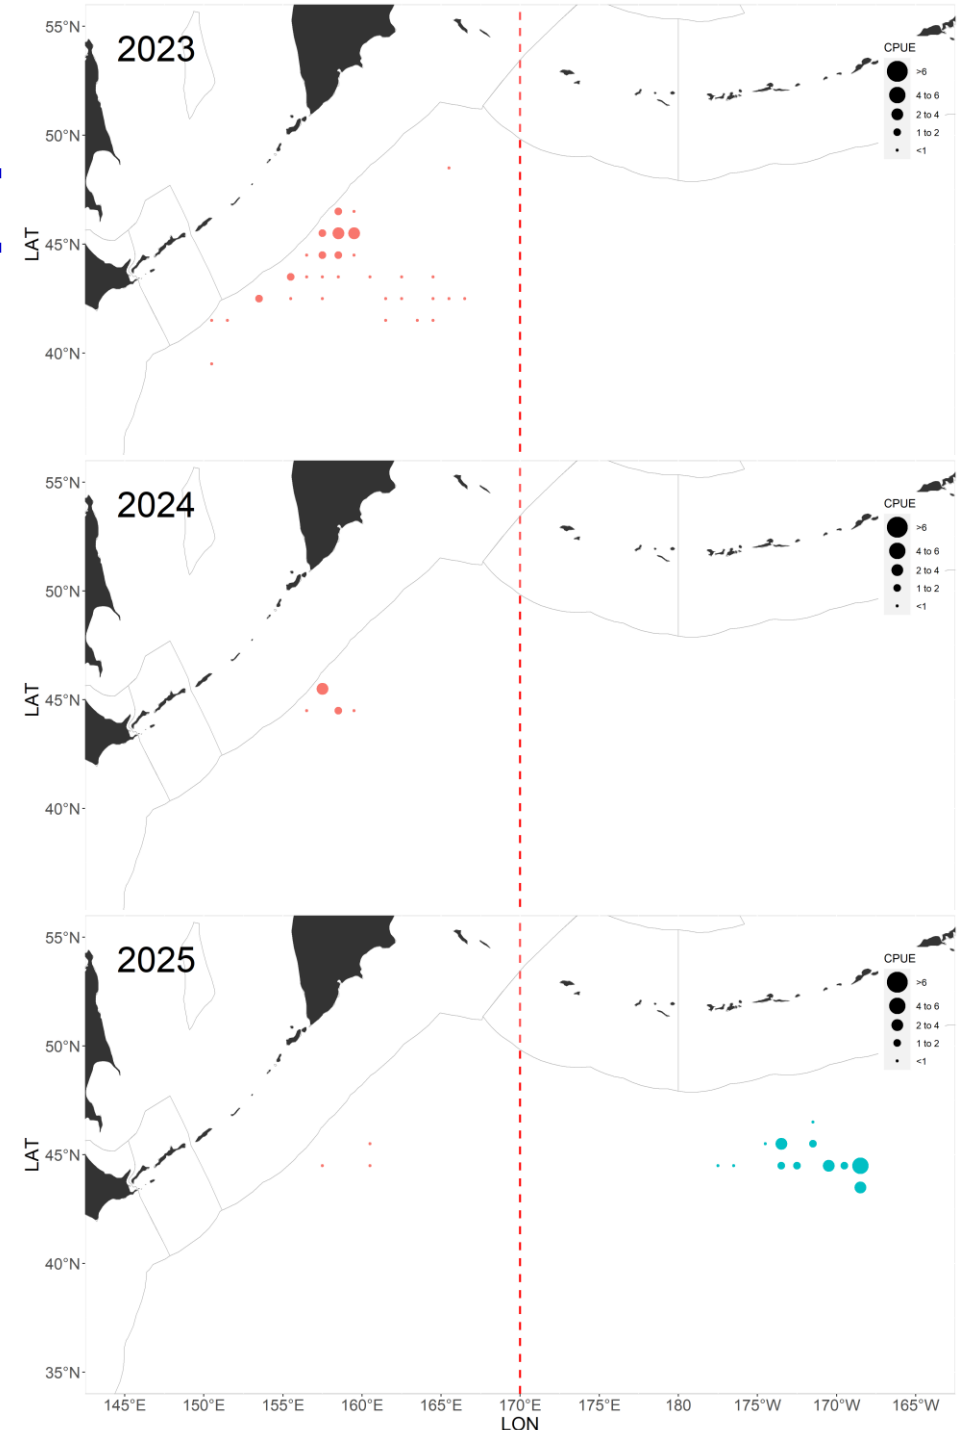 2023
55°N
50°N
45°N
40°N
LAT
CPUE
>6
4 to 6
2 to 4
1 to 2
<1
2024
55°N
50°N
45°N
40°N
LAT
CPUE
>6
4 to 6
2 to 4
1 to 2
<1
2025
55°N
50°N
45°N
40°N
35°N
LAT
CPUE
>6
4 to 6
2 to 4
1 to 2
<1
145°E 150°E 155°E 160°E 165°E 170°E 175°E 180 175°W 170°W 165°W
LON